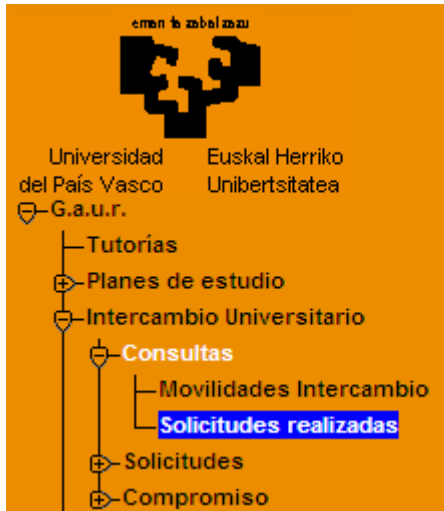 eman ta zabal zazu
Universidad Euskal Herriko
del País Vasco Unibertsitatea
G.a.u.r.
Tutorías
Planes de estudio
Intercambio Universitario
Consultas
Movilidades Intercambio
Solicitudes realizadas
Solicitudes
Compromiso